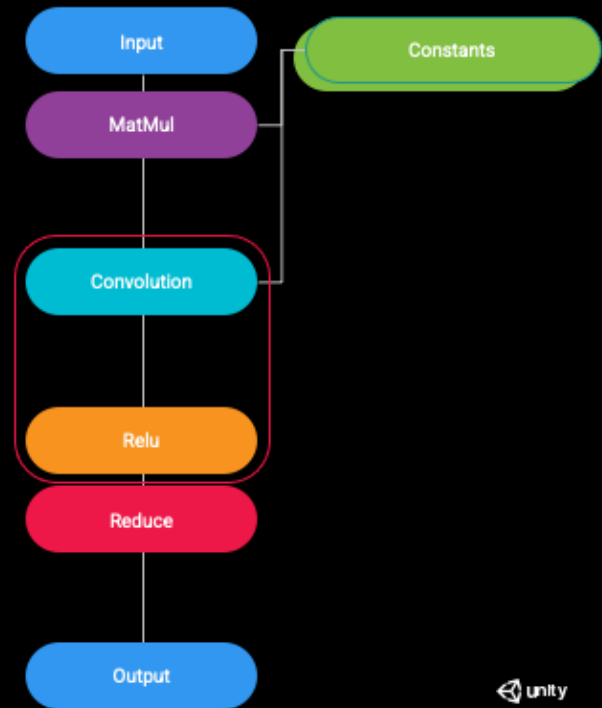 Input
Constants
MatMul
Convolution
Relu
Reduce
Output
unity